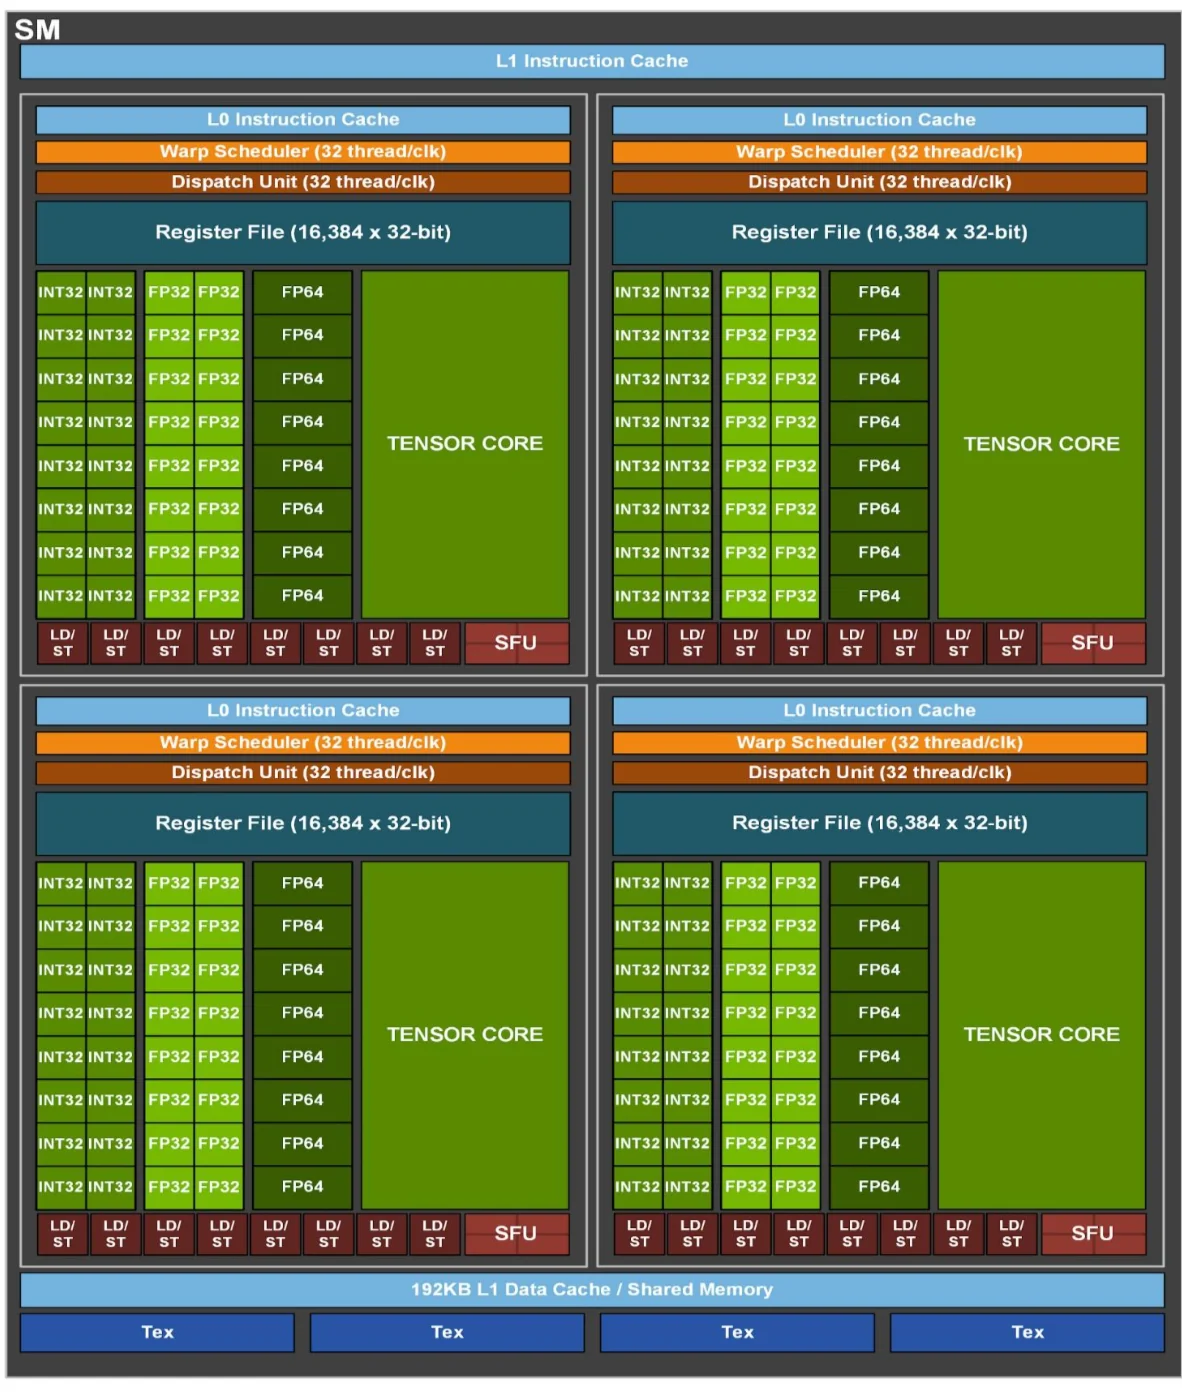 SM
L1 Instruction Cache
L0 Instruction Cache
Warp Scheduler (32 thread/clk)
Dispatch Unit (32 thread/clk)
Register File (16,384 x 32-bit)
INT32 INT32 FP32 FP32 FP64
INT32 INT32 FP32 FP32 FP64
INT32 INT32 FP32 FP32 FP64
INT32 INT32 FP32 FP32 FP64
TENSOR CORE
INT32 INT32 FP32 FP32 FP64
INT32 INT32 FP32 FP32 FP64
INT32 INT32 FP32 FP32 FP64
INT32 INT32 FP32 FP32 FP64
LD/ LD/ LD/ LD/ LD/ LD/ LD/ LD/
SFU
ST ST ST ST ST ST ST ST
L0 Instruction Cache
Warp Scheduler (32 thread/clk)
Dispatch Unit (32 thread/clk)
Register File (16,384 x 32-bit)
INT32 INT32 FP32 FP32 FP64
INT32 INT32 FP32 FP32 FP64
INT32 INT32 FP32 FP32 FP64
INT32 INT32 FP32 FP32 FP64
TENSOR CORE
INT32 INT32 FP32 FP32 FP64
INT32 INT32 FP32 FP32 FP64
INT32 INT32 FP32 FP32 FP64
INT32 INT32 FP32 FP32 FP64
LD/ LD/ LD/ LD/ LD/ LD/ LD/ LD/
SFU
ST ST ST ST ST ST ST ST
L0 Instruction Cache
Warp Scheduler (32 thread/clk)
Dispatch Unit (32 thread/clk)
Register File (16,384 x 32-bit)
INT32 INT32 FP32 FP32 FP64
INT32 INT32 FP32 FP32 FP64
INT32 INT32 FP32 FP32 FP64
INT32 INT32 FP32 FP32 FP64
TENSOR CORE
INT32 INT32 FP32 FP32 FP64
INT32 INT32 FP32 FP32 FP64
INT32 INT32 FP32 FP32 FP64
INT32 INT32 FP32 FP32 FP64
LD/ LD/ LD/ LD/ LD/ LD/ LD/ LD/
SFU
ST ST ST ST ST ST ST ST
L0 Instruction Cache
Warp Scheduler (32 thread/clk)
Dispatch Unit (32 thread/clk)
Register File (16,384 x 32-bit)
INT32 INT32 FP32 FP32 FP64
INT32 INT32 FP32 FP32 FP64
INT32 INT32 FP32 FP32 FP64
INT32 INT32 FP32 FP32 FP64
TENSOR CORE
INT32 INT32 FP32 FP32 FP64
INT32 INT32 FP32 FP32 FP64
INT32 INT32 FP32 FP32 FP64
INT32 INT32 FP32 FP32 FP64
LD/ LD/ LD/ LD/ LD/ LD/ LD/ LD/
SFU
ST ST ST ST ST ST ST ST
192KB L1 Data Cache / Shared Memory
Tex Tex Tex Tex